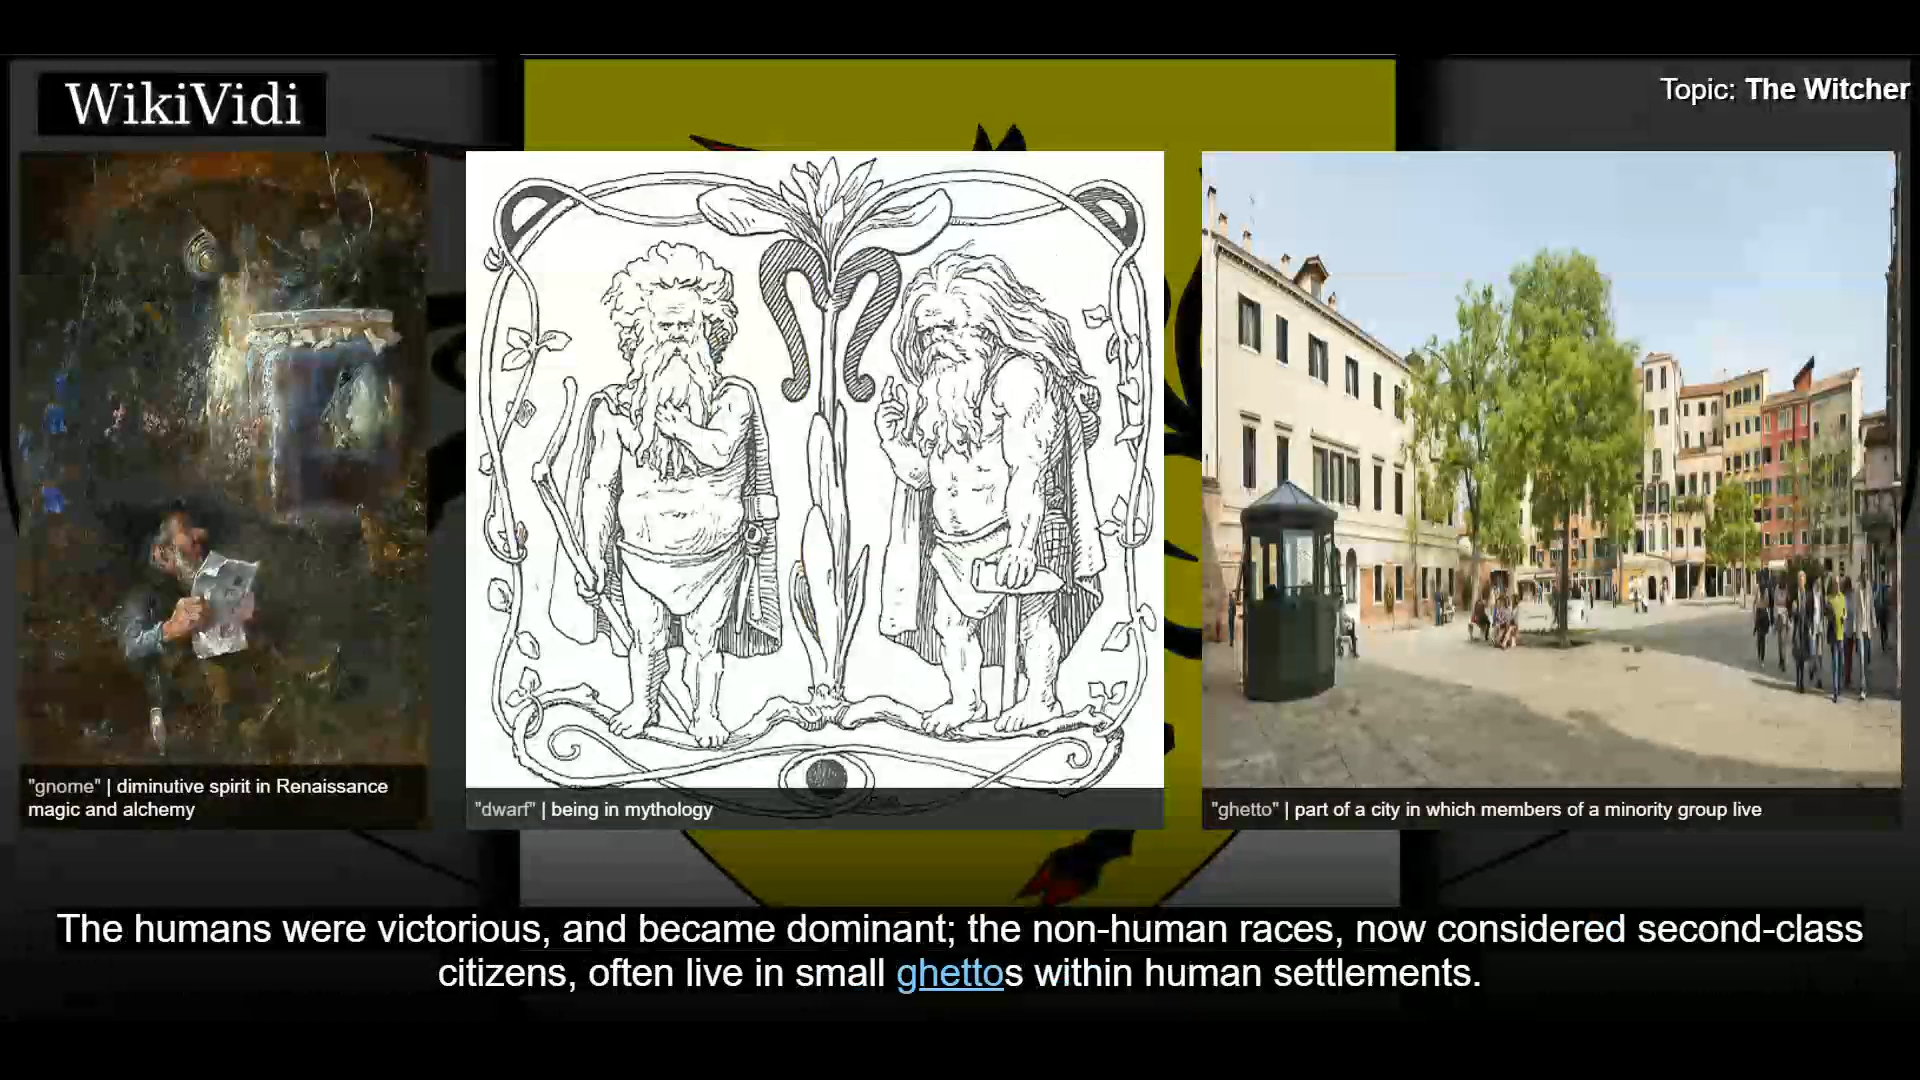 WikiVidi
Topic: The Witcher
"gnome" | diminutive spirit in Renaissance
magic and alchemy
"dwarf" | being in mythology
"ghetto" | part of a city in which members of a minority group live
The humans were victorious, and became dominant; the non-human races, now considered second-class
citizens, often live in small ghettos within human settlements.